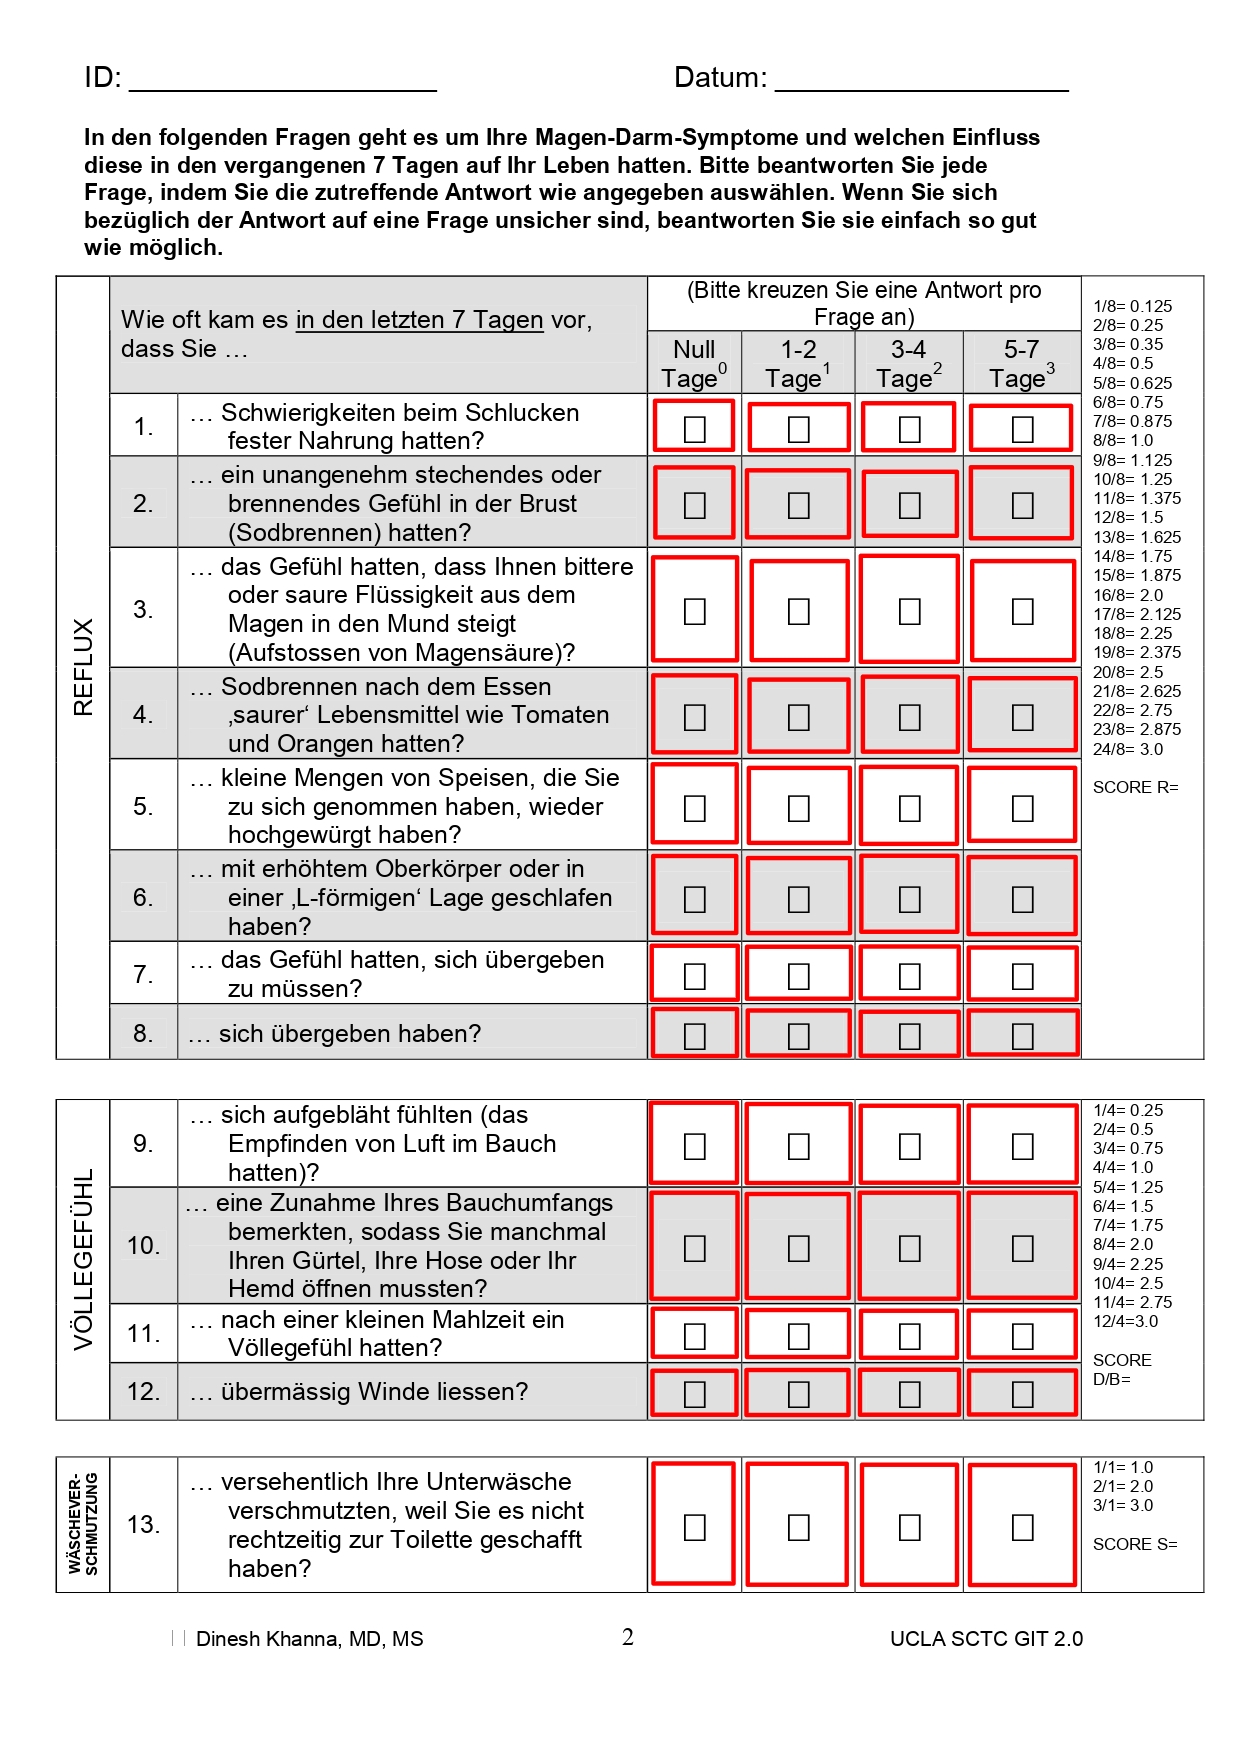 ID: ____________________ Datum: ___________________
In den folgenden Fragen geht es um Ihre Magen-Darm-Symptome und welchen Einfluss
diese in den vergangenen 7 Tagen auf Ihr Leben hatten. Bitte beantworten Sie jede
Frage, indem Sie die zutreffende Antwort wie angegeben auswählen. Wenn Sie sich
bezüglich der Antwort auf eine Frage unsicher sind, beantworten Sie sie einfach so gut
wie möglich.
REFLUX
Wie oft kam es in den letzten 7 Tagen vor,
dass Sie …
(Bitte kreuzen Sie eine Antwort pro
Frage an)
Null 1-2 3-4 5-7
Tage0 Tage1 Tage2 Tage3
1. … Schwierigkeiten beim Schlucken
fester Nahrung hatten?
2. … ein unangenehm stechendes oder
brennendes Gefühl in der Brust
(Sodbrennen) hatten?
3. … das Gefühl hatten, dass Ihnen bittere
oder saure Flüssigkeit aus dem
Magen in den Mund steigt
(Aufstossen von Magensäure)?
4. … Sodbrennen nach dem Essen
‚saurer‘ Lebensmittel wie Tomaten
und Orangen hatten?
5. … kleine Mengen von Speisen, die Sie
zu sich genommen haben, wieder
hochgewürgt haben?
6. … mit erhöhtem Oberkörper oder in
einer ‚L-förmigen‘ Lage geschlafen
haben?
7. … das Gefühl hatten, sich übergeben
zu müssen?
8. … sich übergeben haben?
1/8= 0.125
2/8= 0.25
3/8= 0.35
4/8= 0.5
5/8= 0.625
6/8= 0.75
7/8= 0.875
8/8= 1.0
9/8= 1.125
10/8= 1.25
11/8= 1.375
12/8= 1.5
13/8= 1.625
14/8= 1.75
15/8= 1.875
16/8= 2.0
17/8= 2.125
18/8= 2.25
19/8= 2.375
20/8= 2.5
21/8= 2.625
22/8= 2.75
23/8= 2.875
24/8= 3.0
SCORE R=
VÖLLEGEFÜHL
9. … sich aufgebläht fühlten (das
Empfinden von Luft im Bauch
hatten)?
10. … eine Zunahme Ihres Bauchumfangs
bemerkten, sodass Sie manchmal
Ihren Gürtel, Ihre Hose oder Ihr
Hemd öffnen mussten?
11. … nach einer kleinen Mahlzeit ein
Völlegefühl hatten?
12. … übermässig Winde liessen?
1/4= 0.25
2/4= 0.5
3/4= 0.75
4/4= 1.0
5/4= 1.25
6/4= 1.5
7/4= 1.75
8/4= 2.0
9/4= 2.25
10/4= 2.5
11/4= 2.75
12/4=3.0
SCORE
D/B=
WÄSCHEVER-
SCHMUTZUNG
13. … versehentlich Ihre Unterwäsche
verschmutzten, weil Sie es nicht
rechtzeitig zur Toilette geschafft
haben?
1/1= 1.0
2/1= 2.0
3/1= 3.0
SCORE S=
Dinesh Khanna, MD, MS 2 UCLA SCTC GIT 2.0